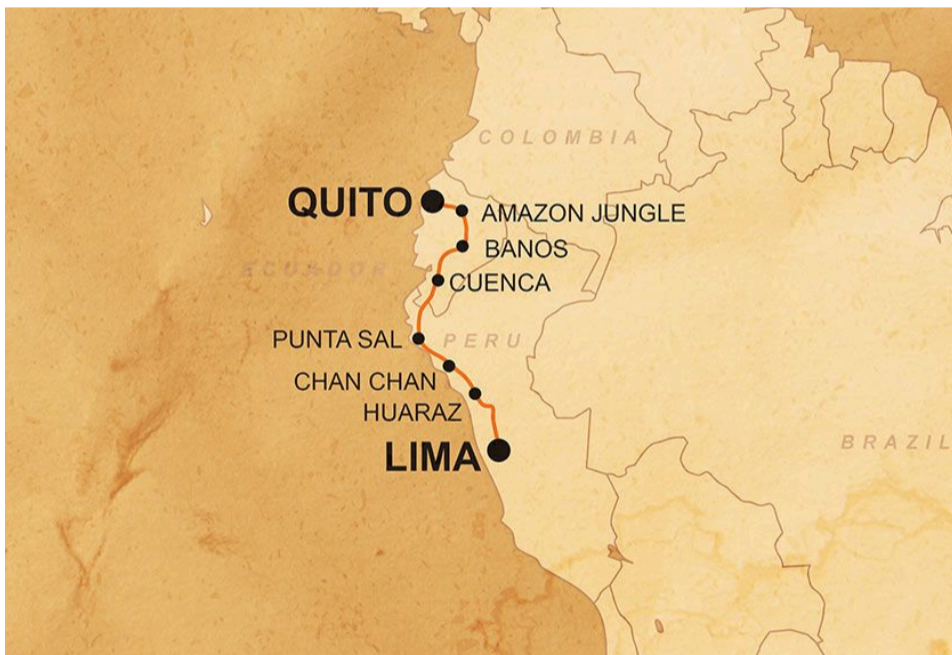 COLOMBIA
QUITO
AMAZON JUNGLE
BANOS
ECUADOR
CUENCA
PUNTA SAL
PERU
CHAN CHAN
HUARAZ
BRAZIL
LIMA